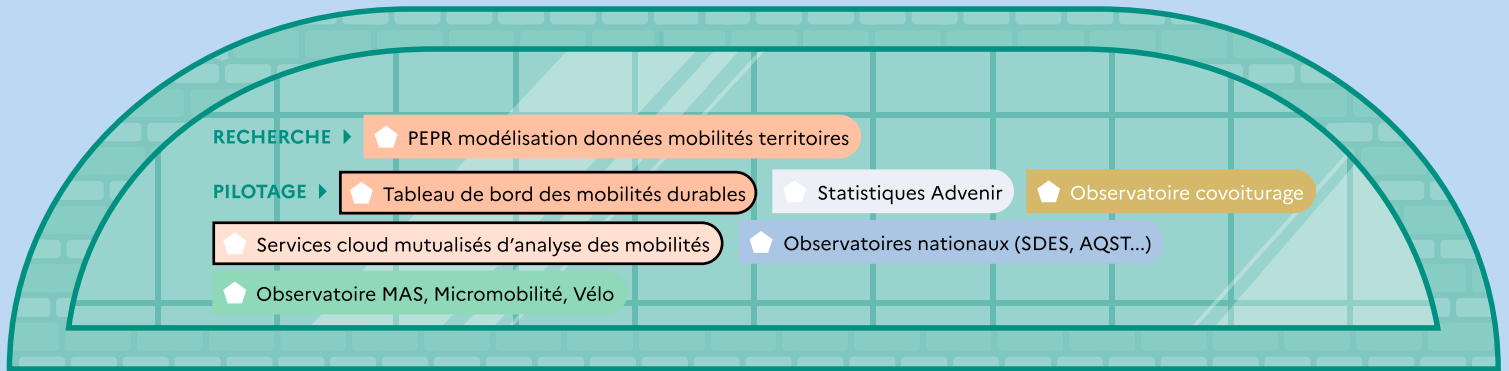 RECHERCHE PEPR modélisation données mobilités territoires
PILOTAGE Tableau de bord des mobilités durables Statistiques Advenir Observatoire covoiturage
Services cloud mutualisés d’analyse des mobilités Observatoires nationaux (SDES, AQST...)
Observatoire MAS, Micromobilité, Vélo